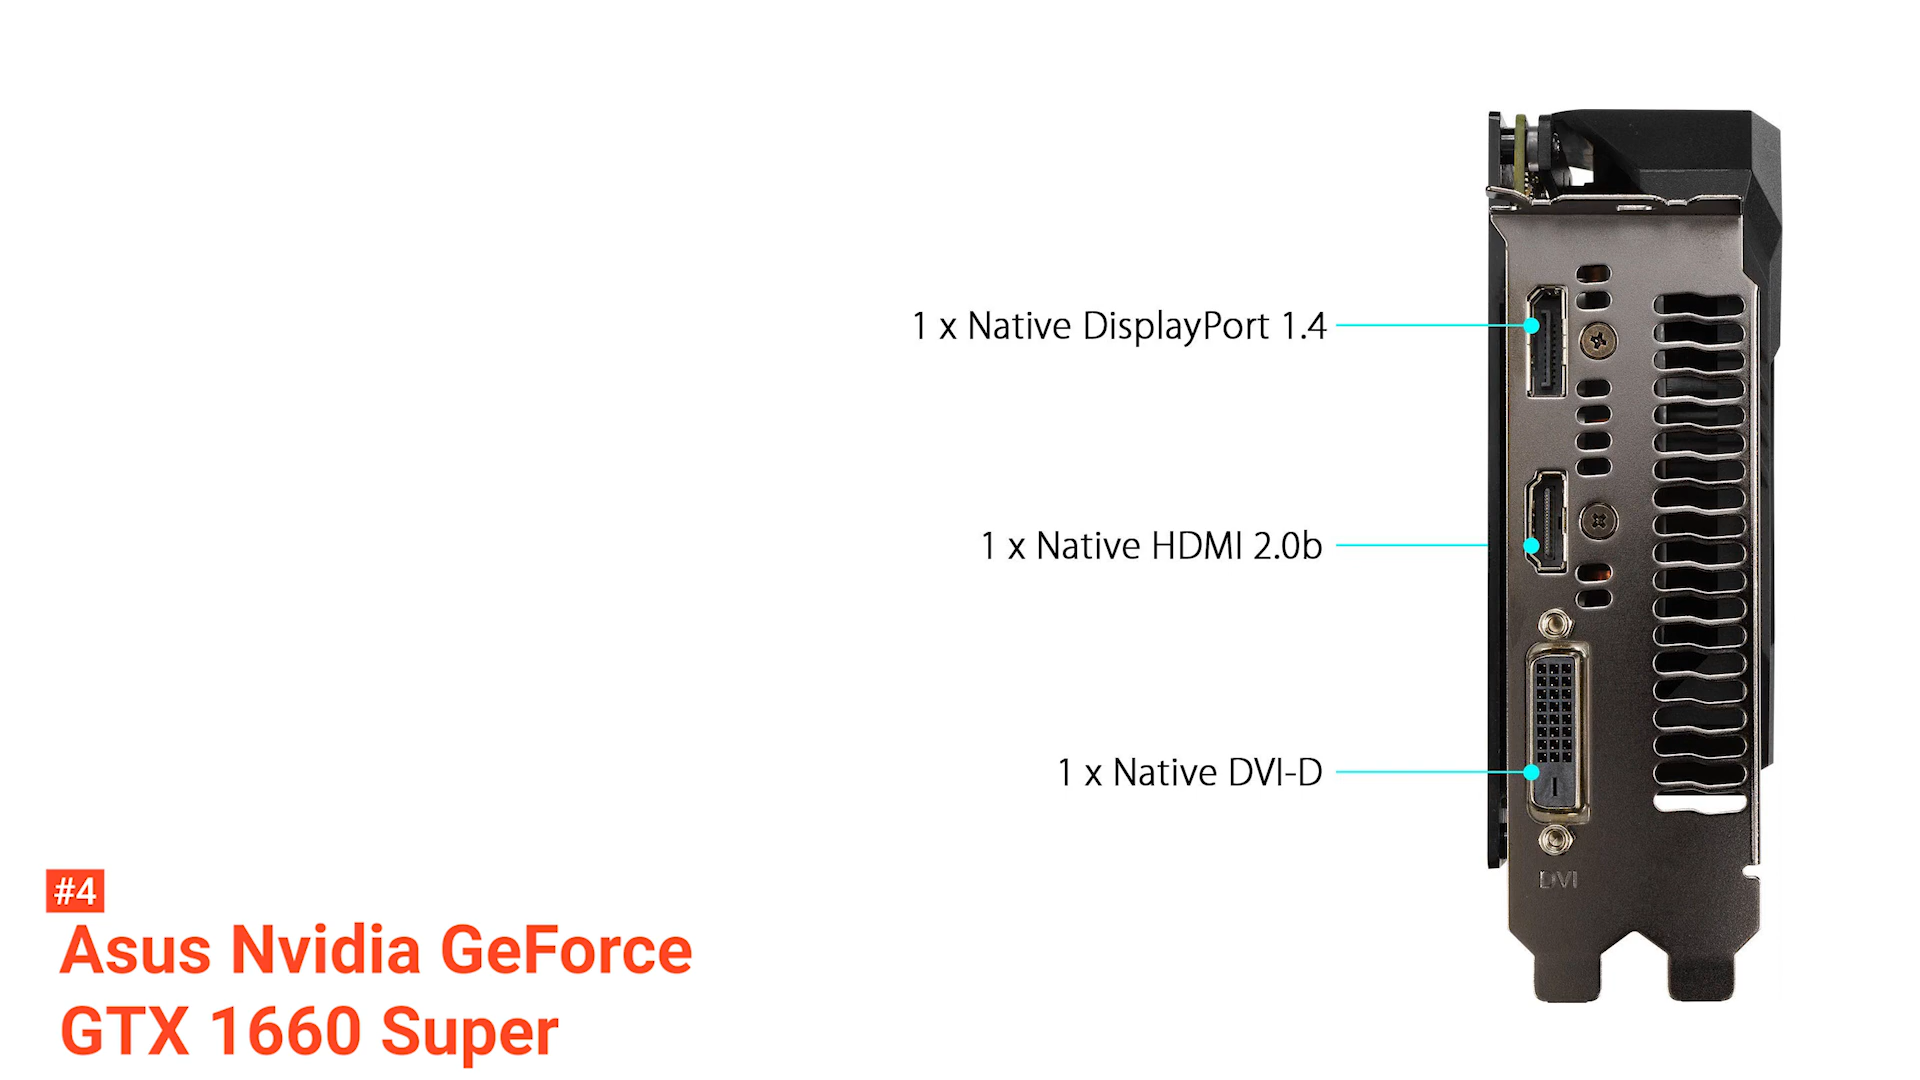 1 x Native DisplayPort 1.4
1 x Native HDMI 2.0b
1 x Native DVI-D
DVI
#4
Asus Nvidia GeForce
GTX 1660 Super